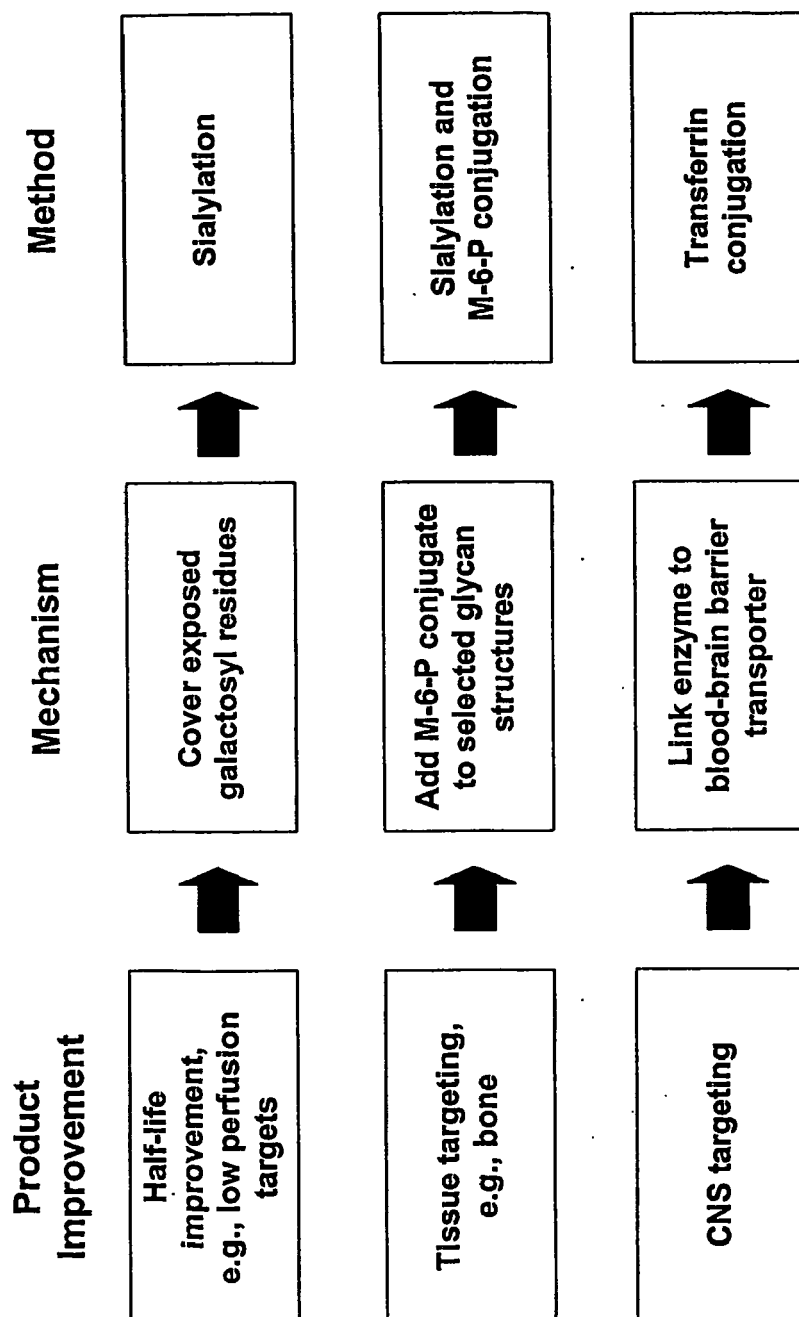 Product
Improvement
Mechanism
Method
Half-life
improvement,
e.g., low perfusion
targets
Cover exposed
galactosyl residues
Sialylation
Tissue targeting,
e.g., bone
Add M-6-P conjugate
to selected glycan
structures
Slalylation and
M-6-P conjugation
CNS targeting
Link enzyme to
blood-brain barrier
transporter
Transferrin
conjugation